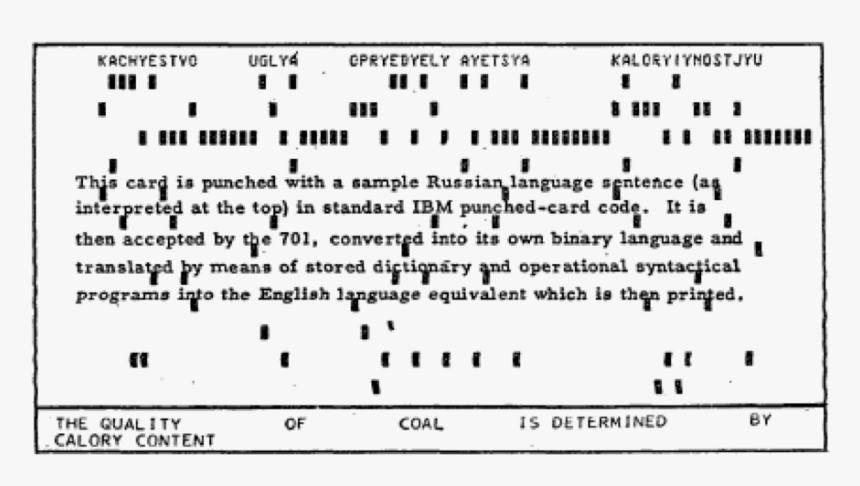 KACHYESTVO UGLYA OPRYEDYELY AYETSYA KALORYIYNOSTJYU
This card is punched with a sample Russian language sentence (as
interpreted at the top) in standard IBM punched-card code. It is
then accepted by the 701, converted into its own binary language and
translated by means of stored dictionary and operational syntactical
programs into the English language equivalent which is then printed.
THE QUALITY OF COAL IS DETERMINED BY
CALORY CONTENT